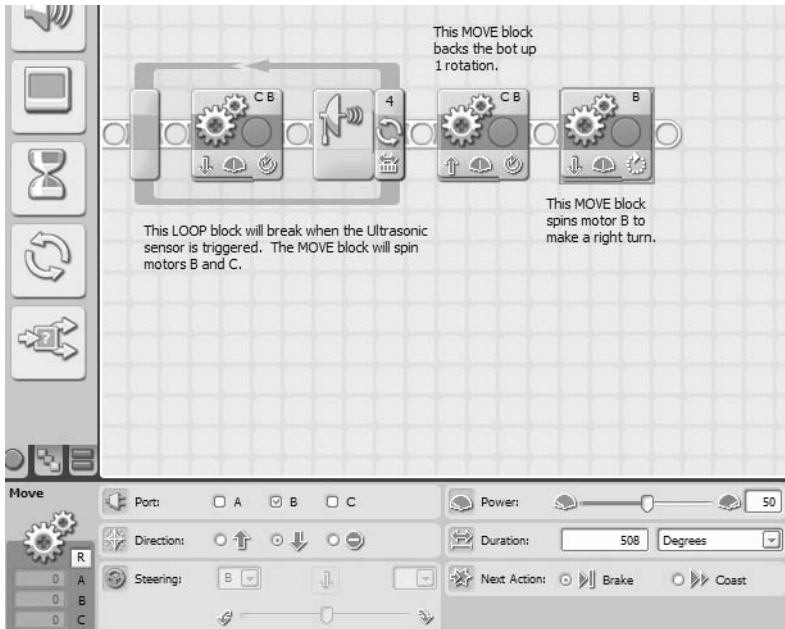 This MOVE block
backs the bot up
1 rotation.
C B
4
C B
B
This LOOP block will break when the Ultrasonic
sensor is triggered. The MOVE block will spin
motors B and C.
This MOVE block
spins motor B to
make a right turn.
Move
R
0 A
0 B
0 C
Port: A B C
Direction:
Steering: B
Power: 50
Duration: 508 Degrees
Next Action: Brake Coast